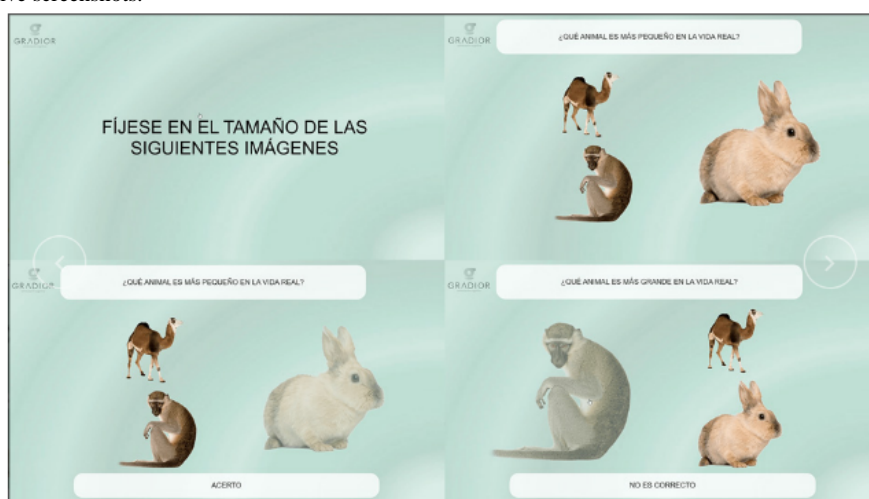 GRADIOR
FÍJESE EN EL TAMAÑO DE LAS
SIGUIENTES IMÁGENES
GRADIOR
¿QUÉ ANIMAL ES MÁS PEQUEÑO EN LA VIDA REAL?
GRADIOR
¿QUÉ ANIMAL ES MÁS PEQUEÑO EN LA VIDA REAL?
ACERTO
GRADIOR
¿QUÉ ANIMAL ES MÁS GRANDE EN LA VIDA REAL?
NO ES CORRECTO